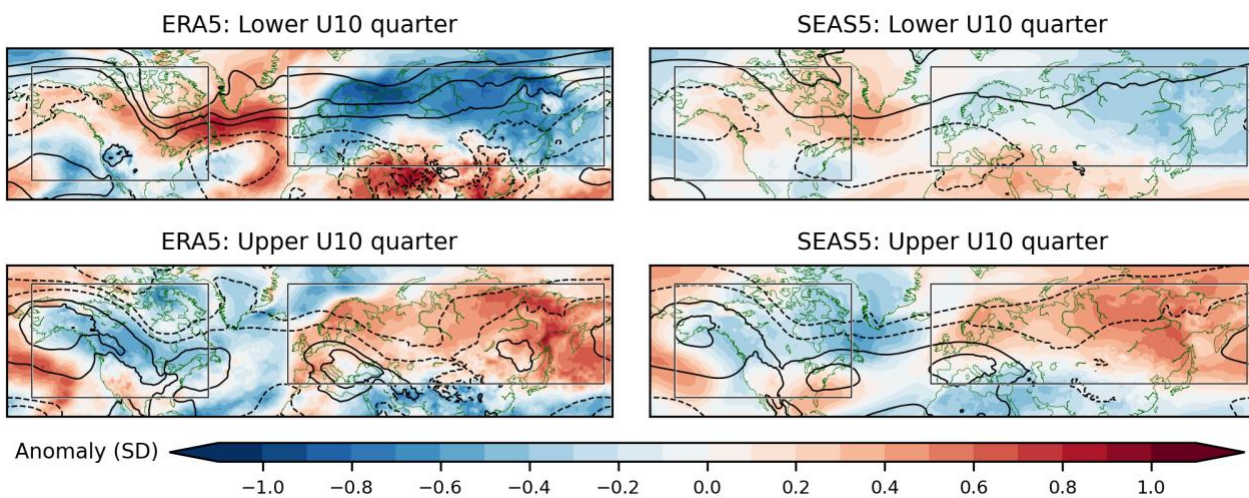 ERA5: Lower U10 quarter
SEAS5: Lower U10 quarter
ERA5: Upper U10 quarter
SEAS5: Upper U10 quarter
Anomaly (SD)
−1.0 −0.8 −0.6 −0.4 −0.2 0.0 0.2 0.4 0.6 0.8 1.0